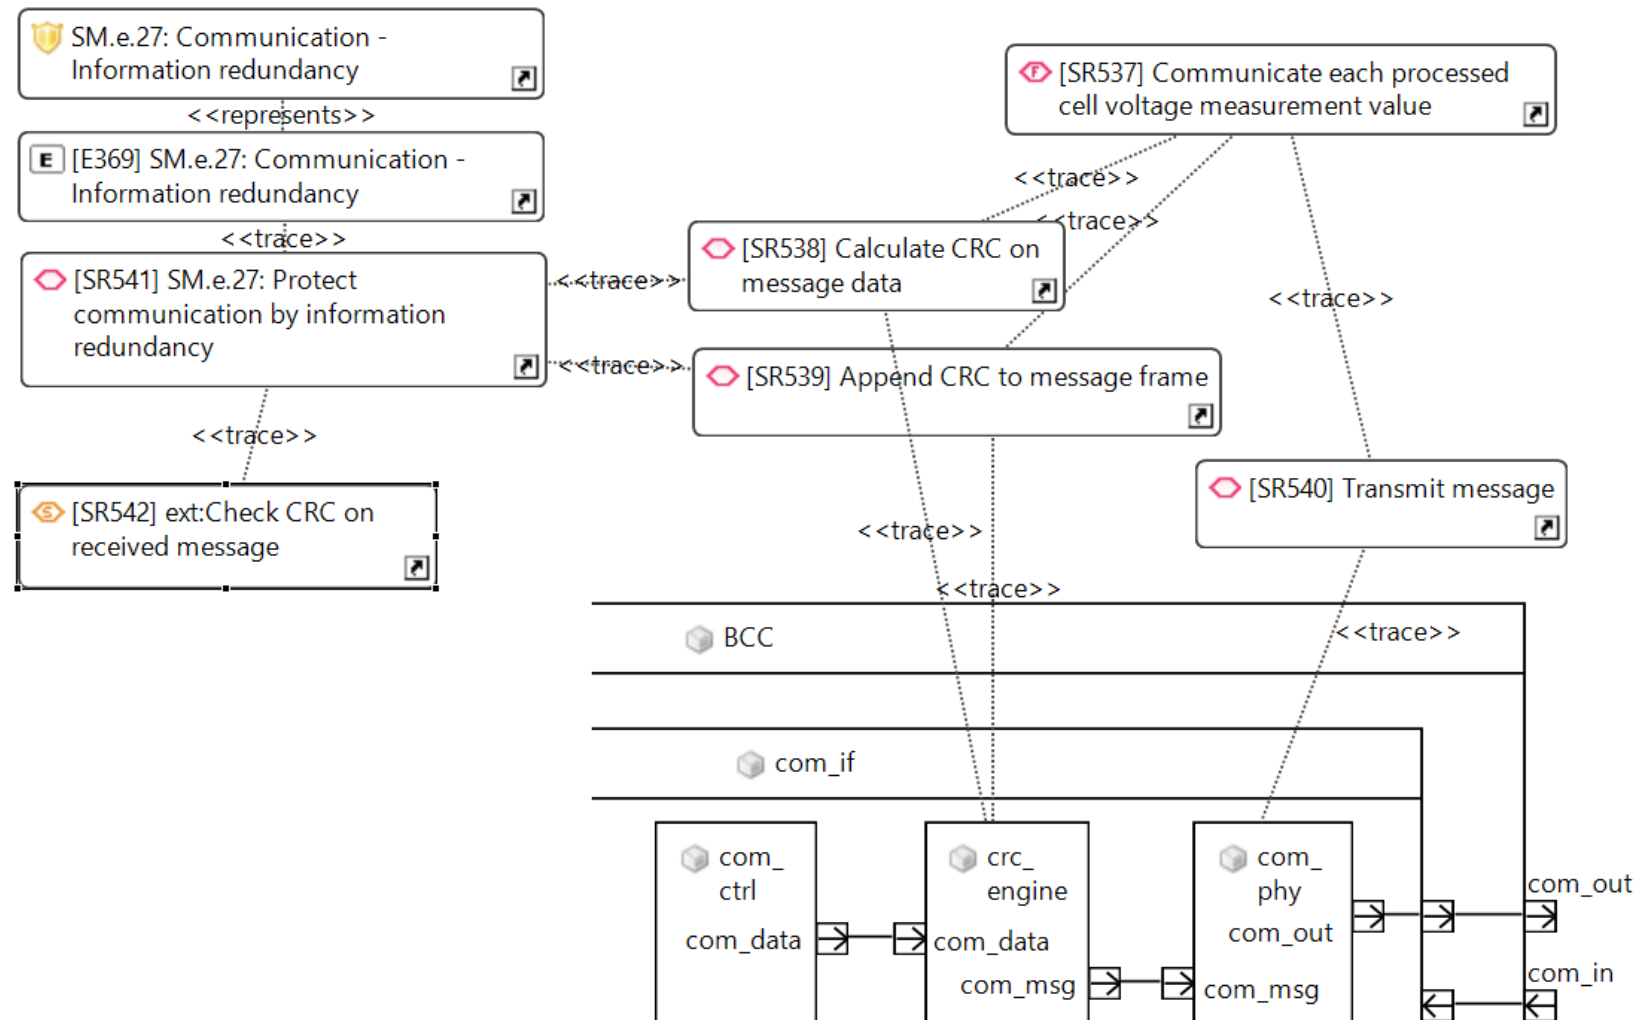 SM.e.27: Communication -
Information redundancy
<<represents>>
E
[E369] SM.e.27: Communication -
Information redundancy
<<trace>>
[SR541] SM.e.27: Protect
communication by information
redundancy
<<trace>>
<<trace>>
<<trace>>
S
[SR542] ext:Check CRC on
received message
F
[SR537] Communicate each processed
cell voltage measurement value
<<trace>>
<<trace>>
<<trace>>
[SR538] Calculate CRC on
message data
[SR539] Append CRC to message frame
[SR540] Transmit message
<<trace>>
<<trace>>
<<trace>>
BCC
com_if
com_
ctrl
com_data
crc_
engine
com_data
com_msg
com_
phy
com_out
com_msg
com_out
com_in